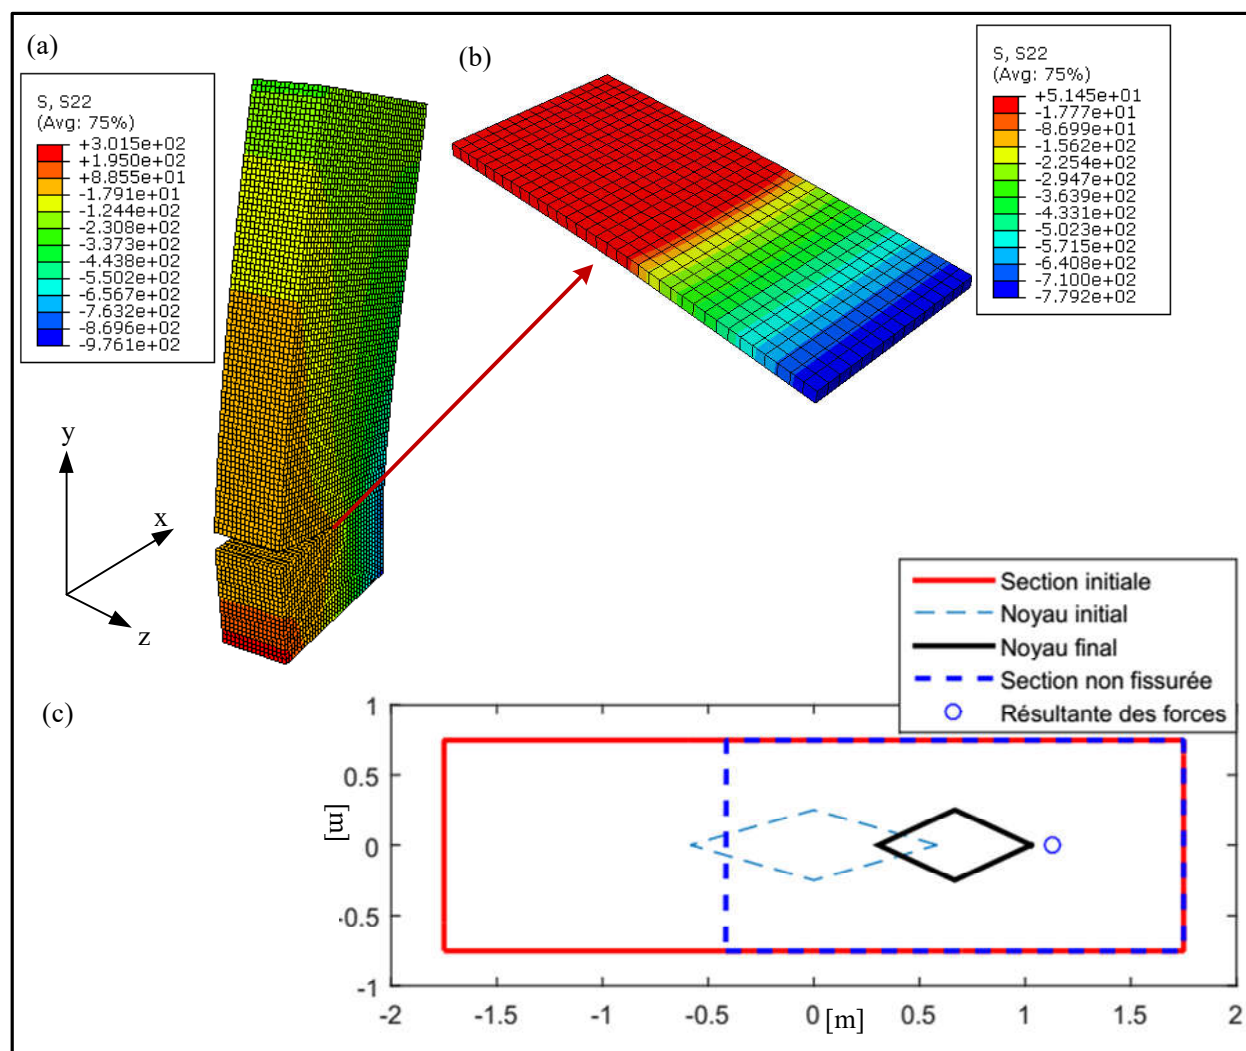 (a)
S, S22
(Avg: 75%)
+3.015e+02
+1.950e+02
+8.855e+01
-1.791e+01
-1.244e+02
-2.308e+02
-3.373e+02
-4.438e+02
-5.502e+02
-6.567e+02
-7.632e+02
-8.696e+02
-9.761e+02
(b)
S, S22
(Avg: 75%)
+5.145e+01
-1.777e+01
-8.699e+01
-1.562e+02
-2.254e+02
-2.947e+02
-3.639e+02
-4.331e+02
-5.023e+02
-5.715e+02
-6.408e+02
-7.100e+02
-7.792e+02
y
x
z
(c)
Section initiale
Noyau initial
Noyau final
Section non fissurée
Résultante des forces
1
0.5
0
-0.5
-1
[m]
-2
-1.5
-1
-0.5
0
[m]
0.5
1
1.5
2